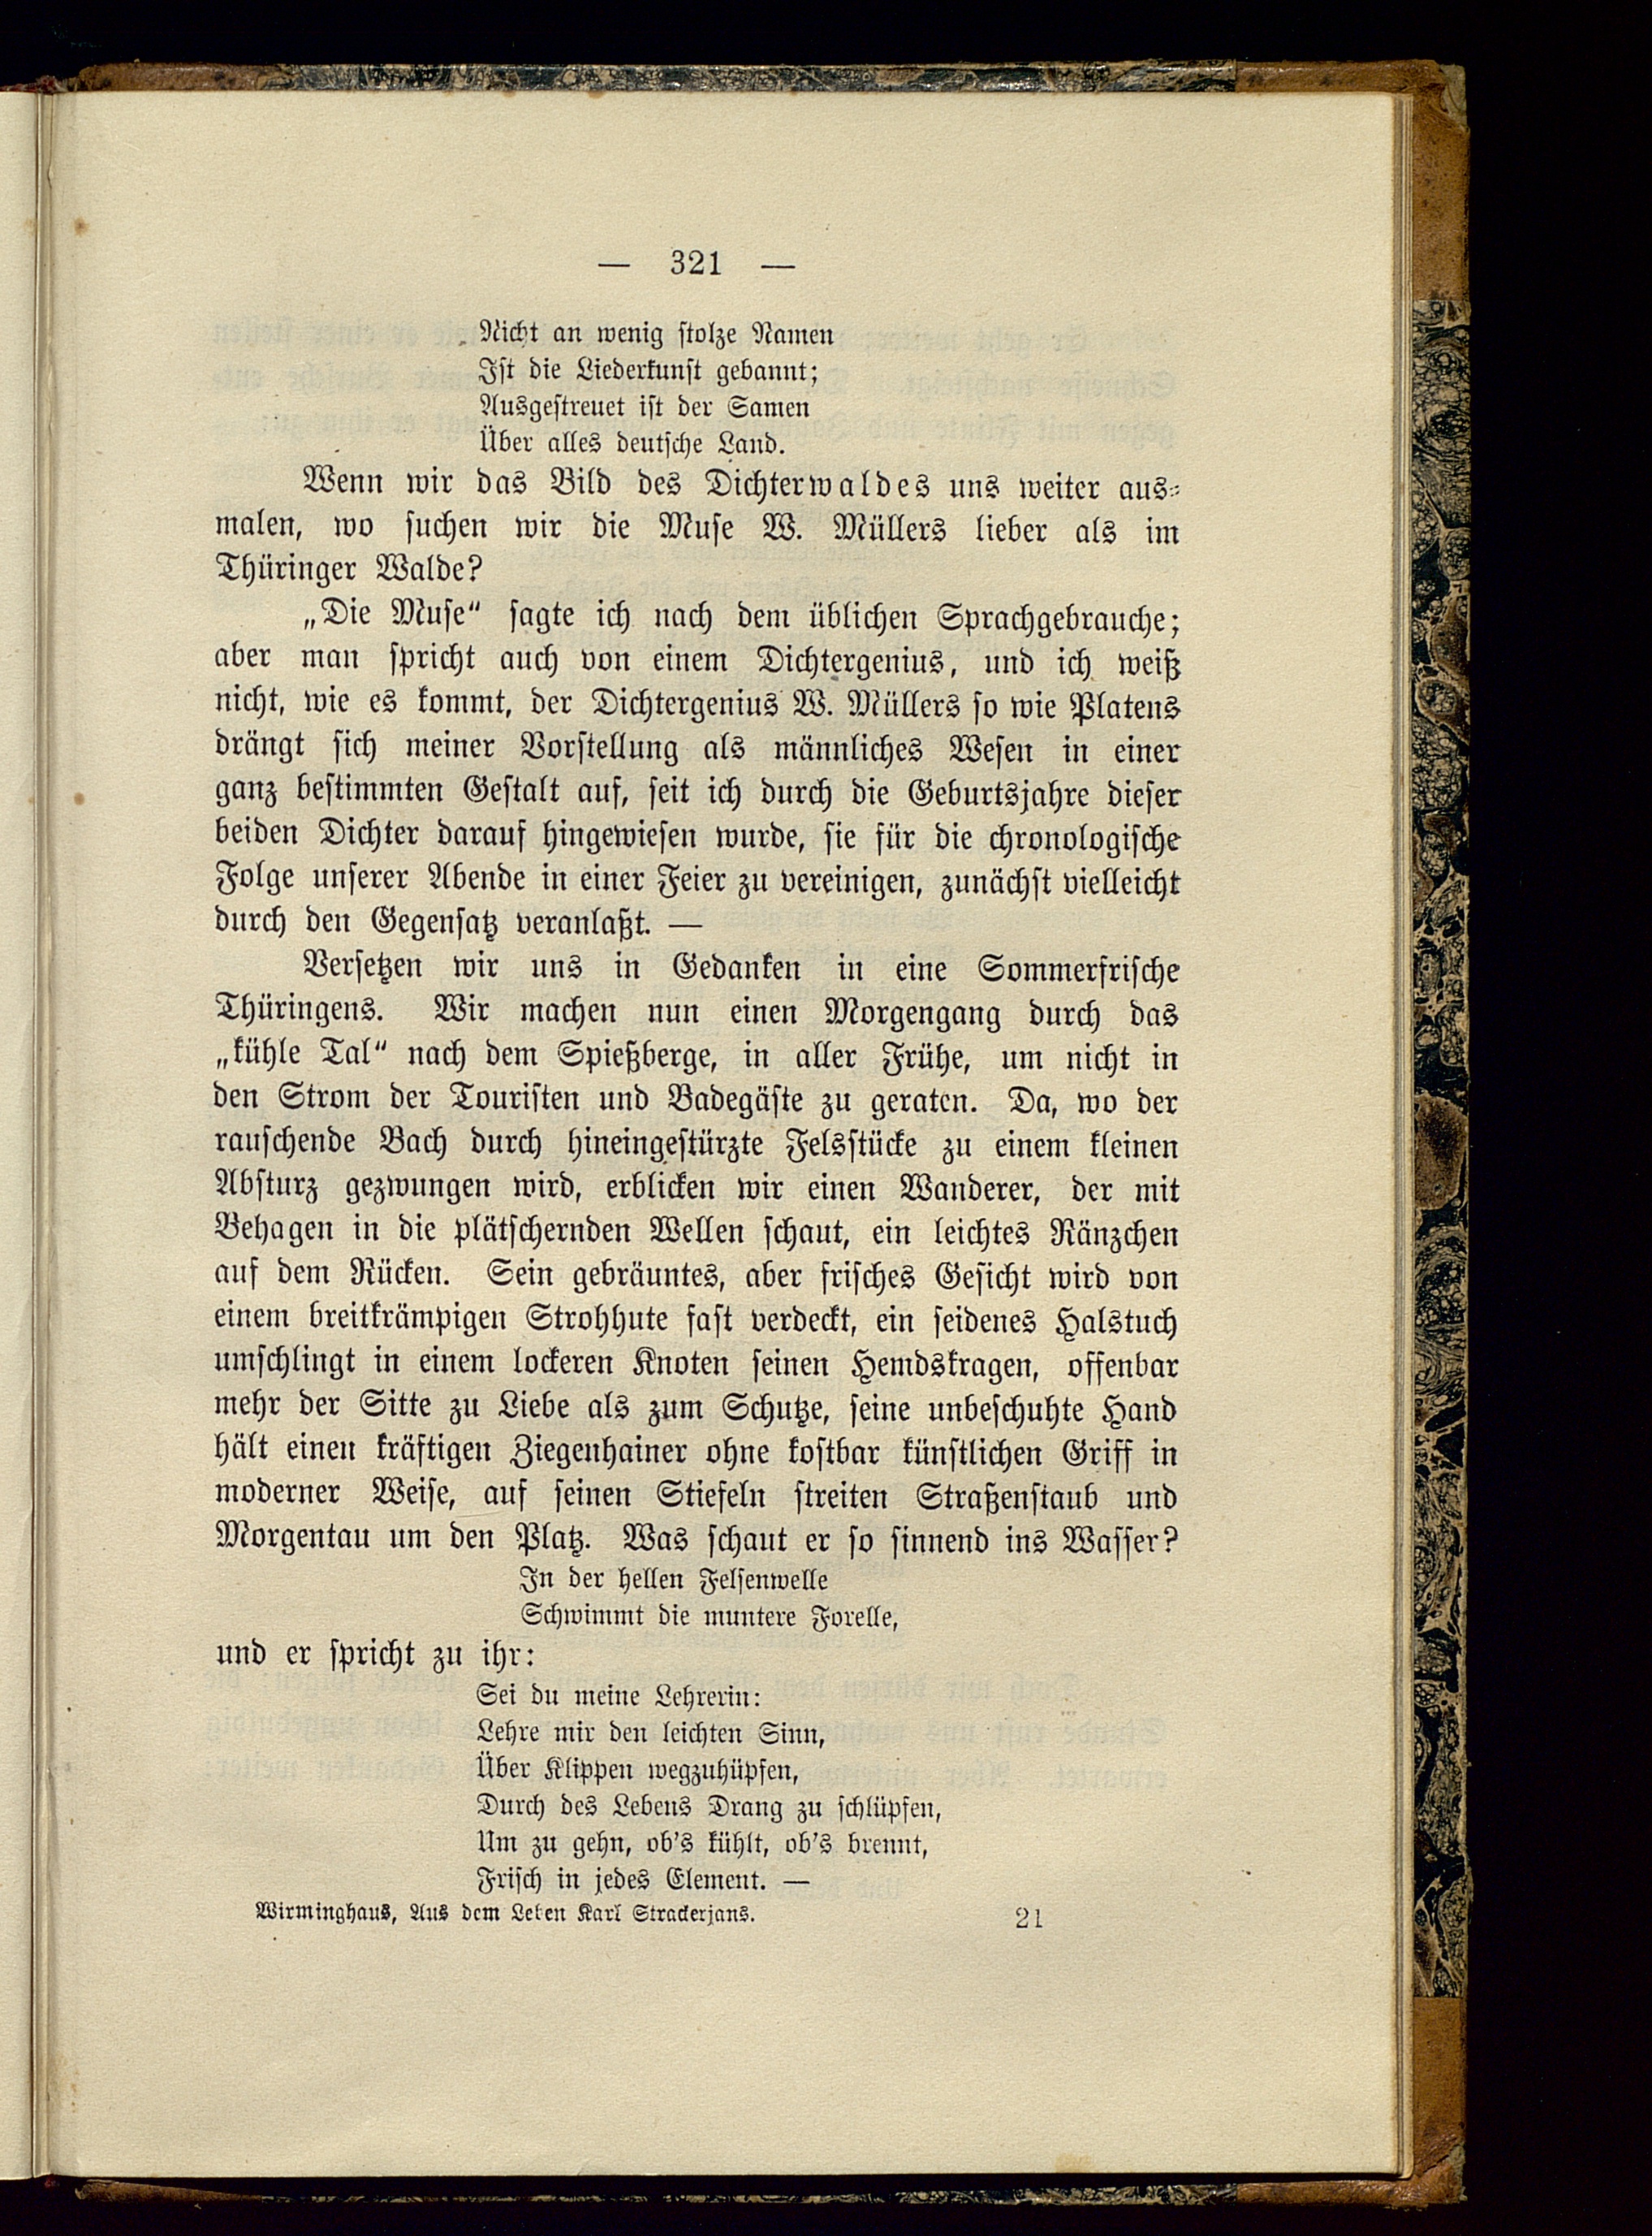 — 321 —
Nicht an wenig stolze Namen
Ist die Liederkunst gebannt;
Ausgestreuet ist der Samen
Über alles deutsche Land.
Wenn wir das Bild des Dichterwaldes uns weiter aus-
malen, wo suchen wir die Muse W. Müllers lieber als im
Thüringer Walde?
„Die Muse“ sagte ich nach dem üblichen Sprachgebrauche;
aber man spricht auch von einem Dichtergenius, und ich weiß
nicht, wie es kommt, der Dichtergenius W. Müllers so wie Platens
drängt sich meiner Vorstellung als männliches Wesen in einer
ganz bestimmten Gestalt auf, seit ich durch die Geburtsjahre dieser
beiden Dichter darauf hingewiesen wurde, sie für die chronologische
Folge unserer Abende in einer Feier zu vereinigen, zunächst vielleicht
durch den Gegensatz veranlaßt. —
Versetzen wir uns in Gedanken in eine Sommerfrische
Thüringens. Wir machen nun einen Morgengang durch das
„kühle Tal“ nach dem Spießberge, in aller Frühe, um nicht in
den Strom der Touristen und Badegäste zu geraten. Da, wo der
rauschende Bach durch hineingestürzte Felsstücke zu einem kleinen
Absturz gezwungen wird, erblicken wir einen Wanderer, der mit
Behagen in die plätschernden Wellen schaut, ein leichtes Ränzchen
auf dem Rücken. Sein gebräuntes, aber frisches Gesicht wird von
einem breitkrämpigen Strohhute fast verdeckt, ein seidenes Halstuch
umschlingt in einem lockeren Knoten seinen Hemdskragen, offenbar
mehr der Sitte zu Liebe als zum Schutze, seine unbeschuhte Hand
hält einen kräftigen Ziegenhainer ohne kostbar künstlichen Griff in
moderner Weise, auf seinen Stiefeln streiten Straßenstaub und
Morgentau um den Platz. Was schaut er so sinnend ins Wasser?
In der hellen Felsenwelle
Schwimmt die muntere Forelle,
und er spricht zu ihr:
Sei du meine Lehrerin:
Lehre mir den leichten Sinn,
Über Klippen wegzuhüpfen,
Durch des Lebens Drang zu schlüpfen,
Um zu gehn, ob's kühlt, ob's brennt,
Frisch in jedes Element. —
Wirminghaus, Aus dem Leben Karl Strackerjans. 21